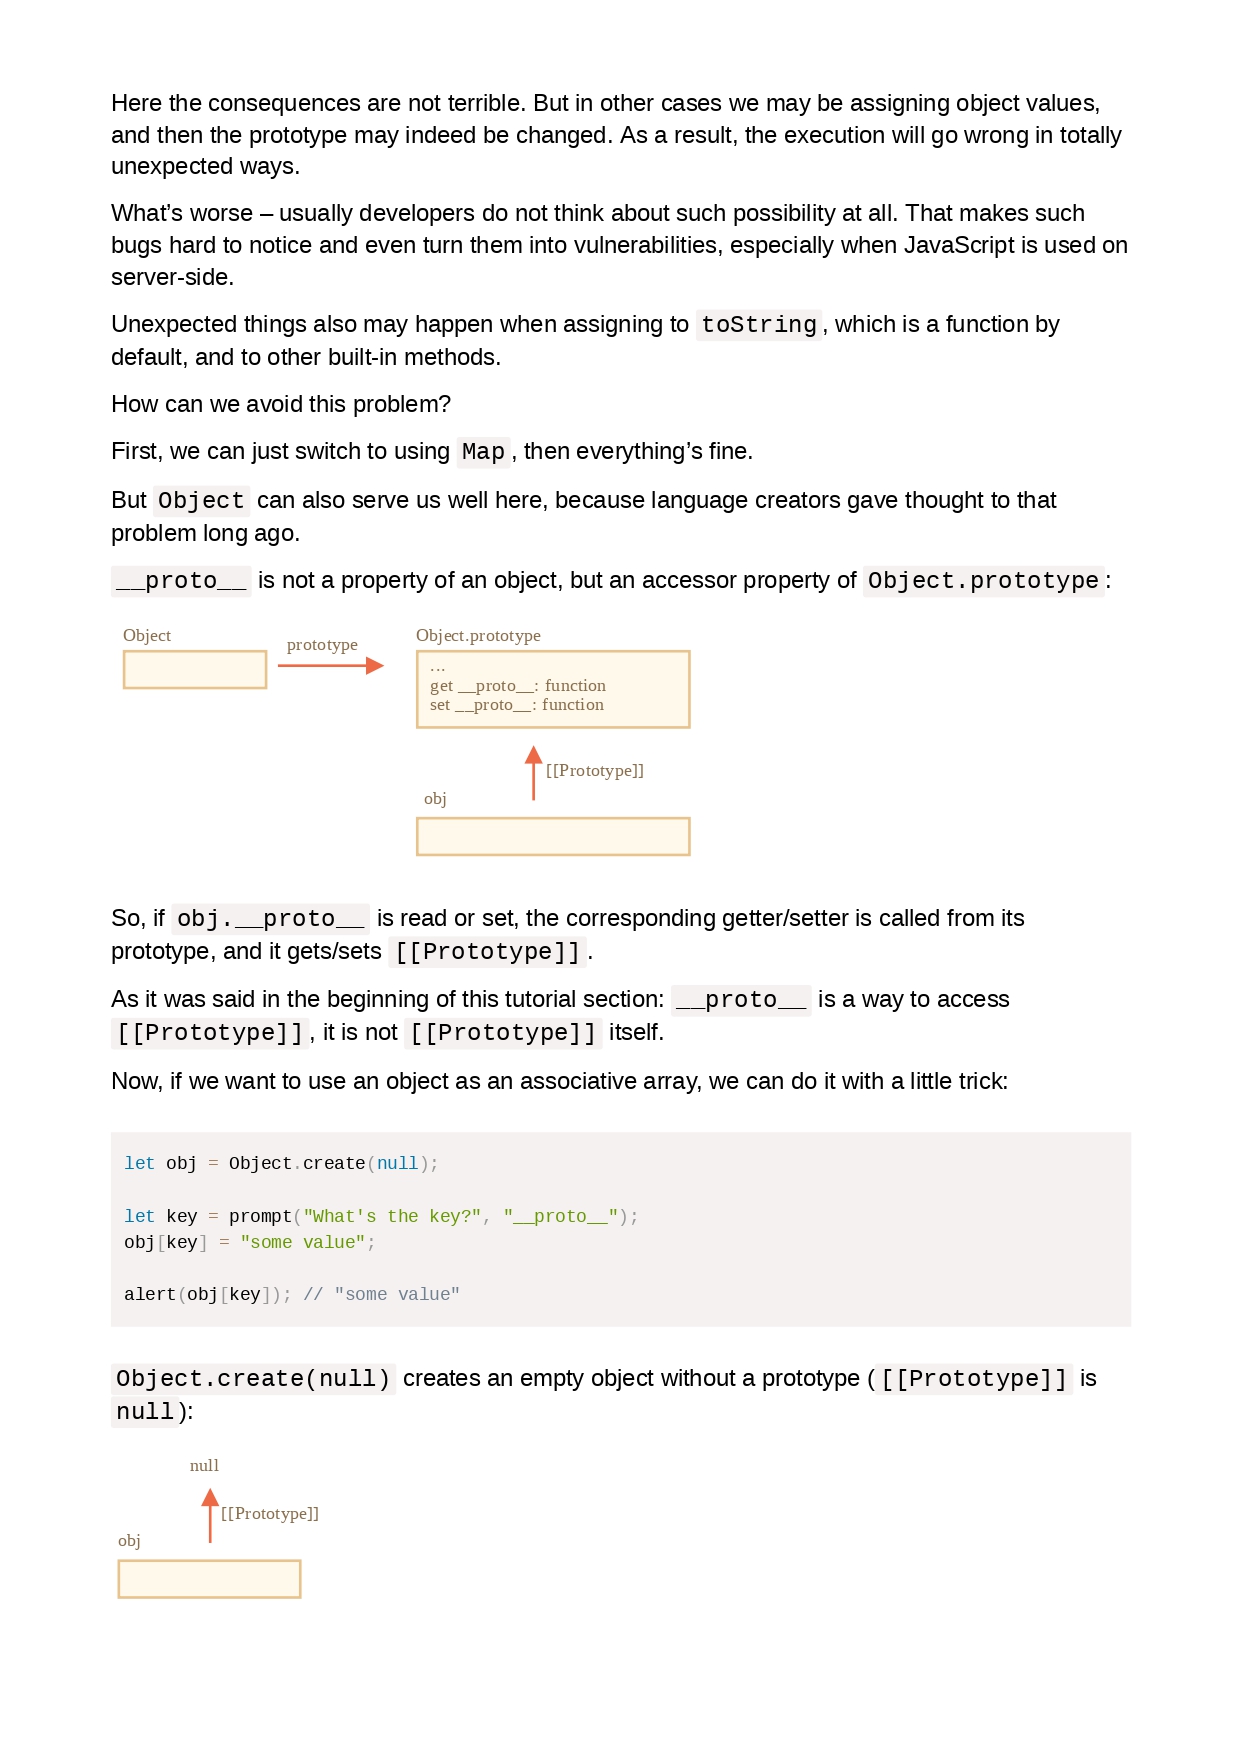 Here the consequences are not terrible. But in other cases we may be assigning object values,
and then the prototype may indeed be changed. As a result, the execution will go wrong in totally
unexpected ways.
What’s worse – usually developers do not think about such possibility at all. That makes such
bugs hard to notice and even turn them into vulnerabilities, especially when JavaScript is used on
server-side.
Unexpected things also may happen when assigning to toString, which is a function by
default, and to other built-in methods.
How can we avoid this problem?
First, we can just switch to using Map, then everything’s fine.
But Object can also serve us well here, because language creators gave thought to that
problem long ago.
__proto__ is not a property of an object, but an accessor property of Object.prototype:
Object
prototype
Object.prototype
...
get __proto__: function
set __proto__: function
[[Prototype]]
obj
So, if obj.__proto__ is read or set, the corresponding getter/setter is called from its
prototype, and it gets/sets [[Prototype]].
As it was said in the beginning of this tutorial section: __proto__ is a way to access
[[Prototype]], it is not [[Prototype]] itself.
Now, if we want to use an object as an associative array, we can do it with a little trick:
let obj = Object.create(null);
let key = prompt("What's the key?", "__proto__");
obj[key] = "some value";
alert(obj[key]); // "some value"
Object.create(null) creates an empty object without a prototype ([[Prototype]] is
null):
null
[[Prototype]]
obj